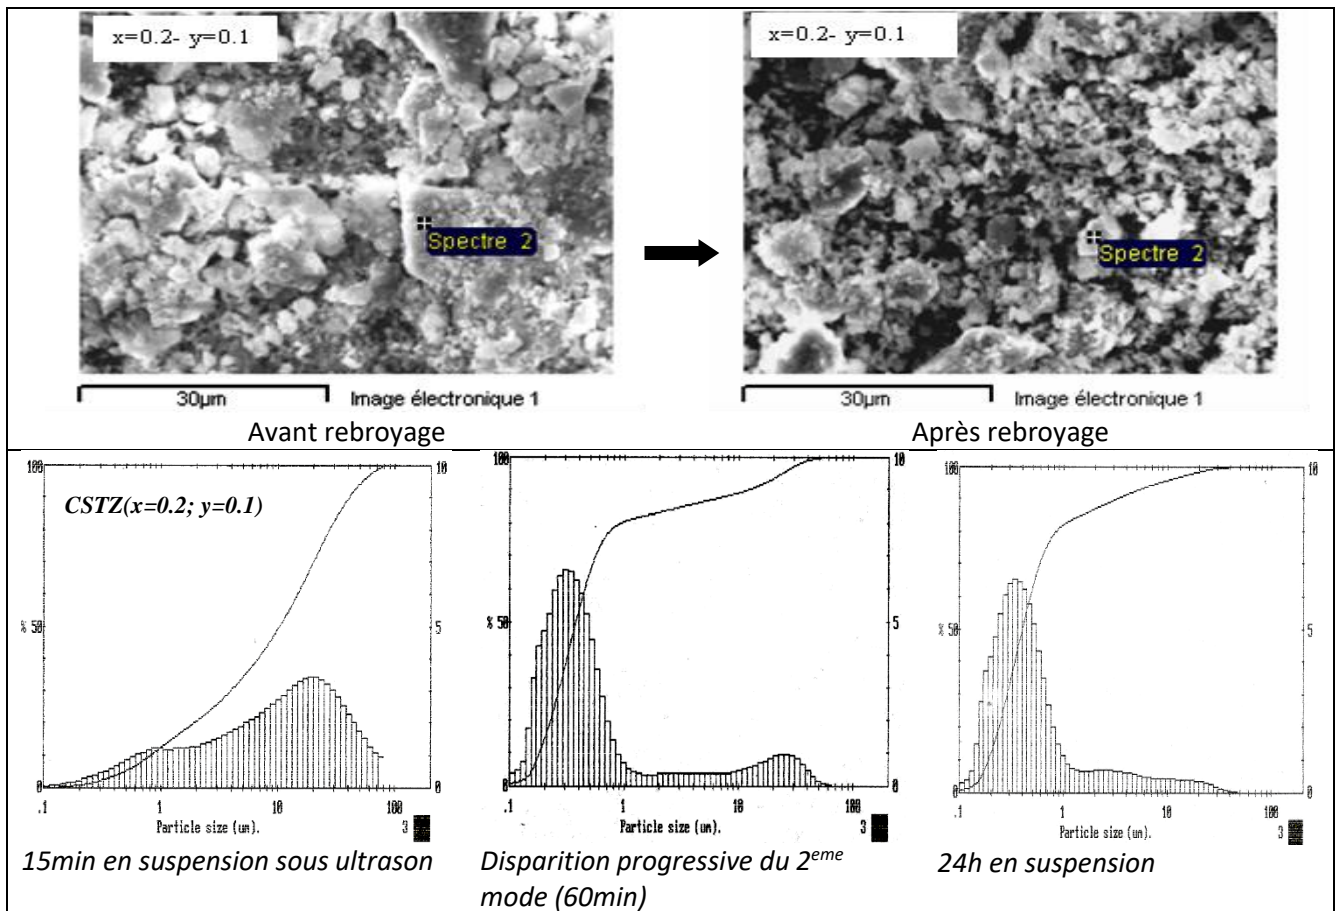 x=0.2- y=0.1
Spectre 2
30µm
Image électronique 1
Avant rebroyage
x=0.2- y=0.1
Spectre 2
30µm
Image électronique 1
Après rebroyage
100
10
CSTZ(x=0.2; y=0.1)
% 50
5
0
0
.1
1
10
100
Particle size (um).
3
15min en suspension sous ultrason
100
10
% 50
5
0
0
.1
1
10
100
Particle size (um).
3
Disparition progressive du 2eme
mode (60min)
100
10
% 50
5
0
0
.1
1
10
100
Particle size (um).
3
24h en suspension